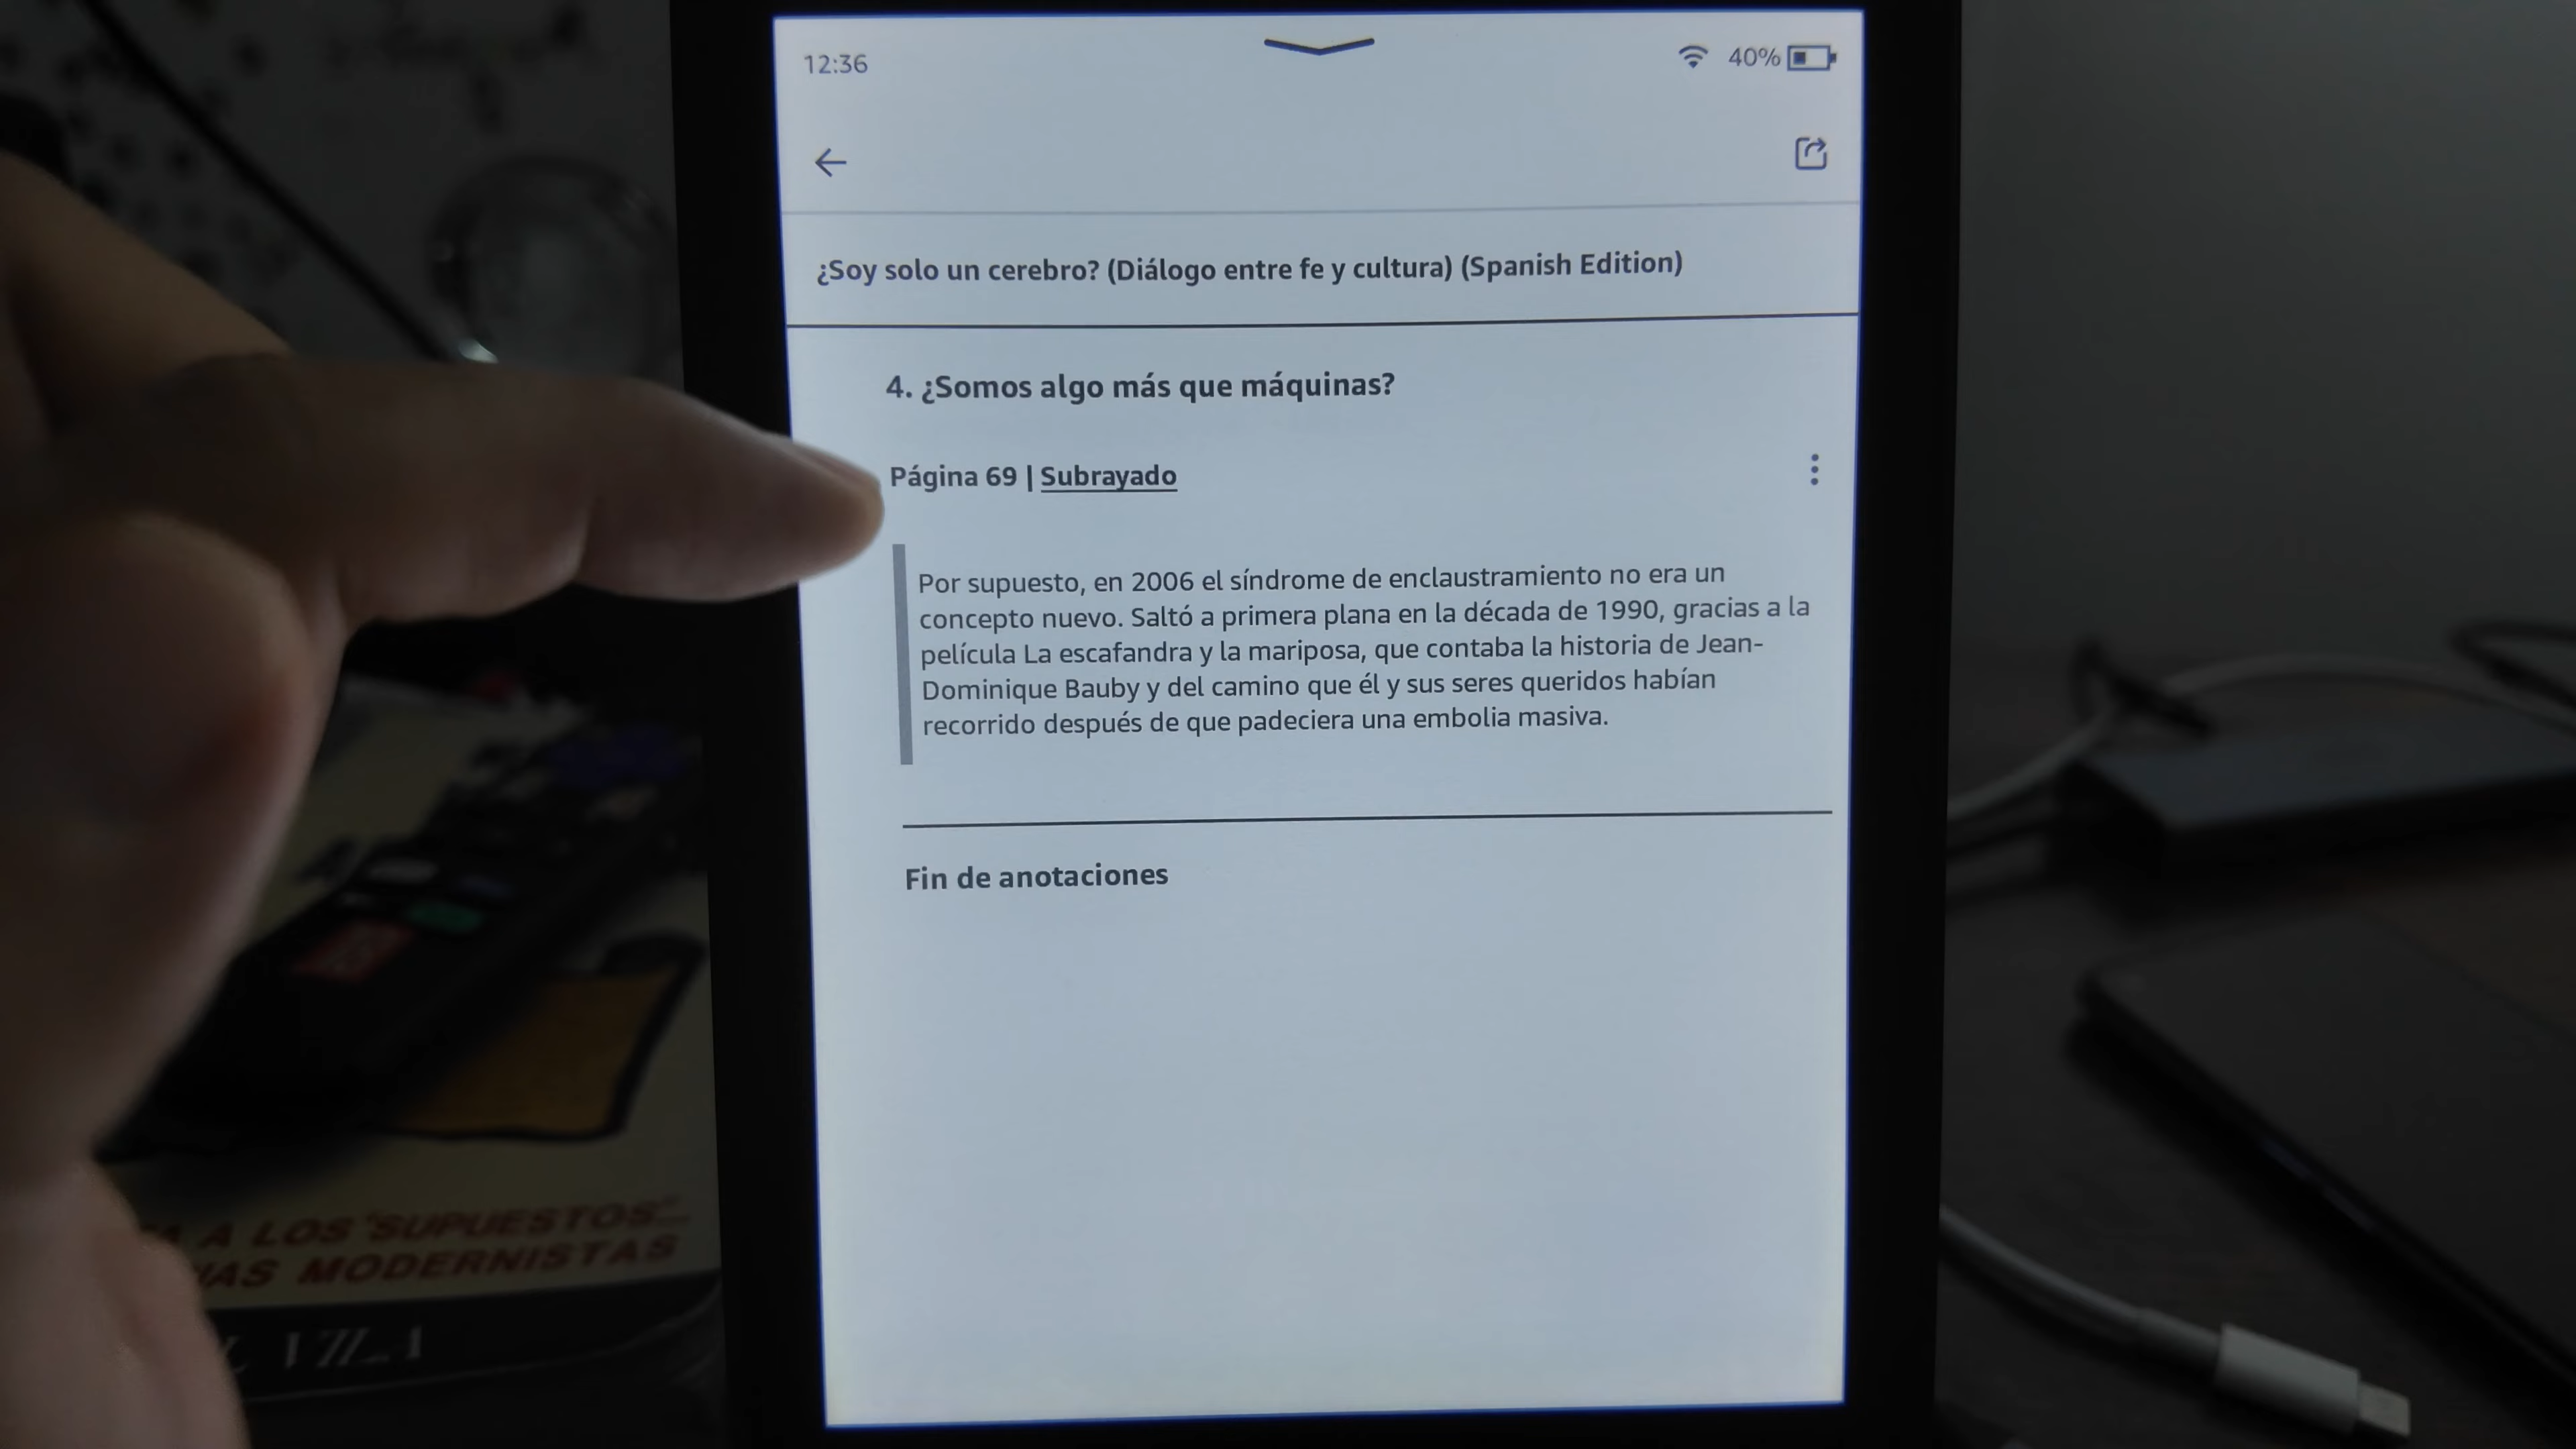 12:36
40%
¿Soy solo un cerebro? (Diálogo entre fe y cultura) (Spanish Edition)
4. ¿Somos algo más que máquinas?
Página 69 | Subrayado
Por supuesto, en 2006 el síndrome de enclaustramiento no era un
concepto nuevo. Saltó a primera plana en la década de 1990, gracias a la
película La escafandra y la mariposa, que contaba la historia de Jean-
Dominique Bauby y del camino que él y sus seres queridos habían
recorrido después de que padeciera una embolia masiva.
Fin de anotaciones
A LOS "SUPUESTOS"
MODERNISTAS